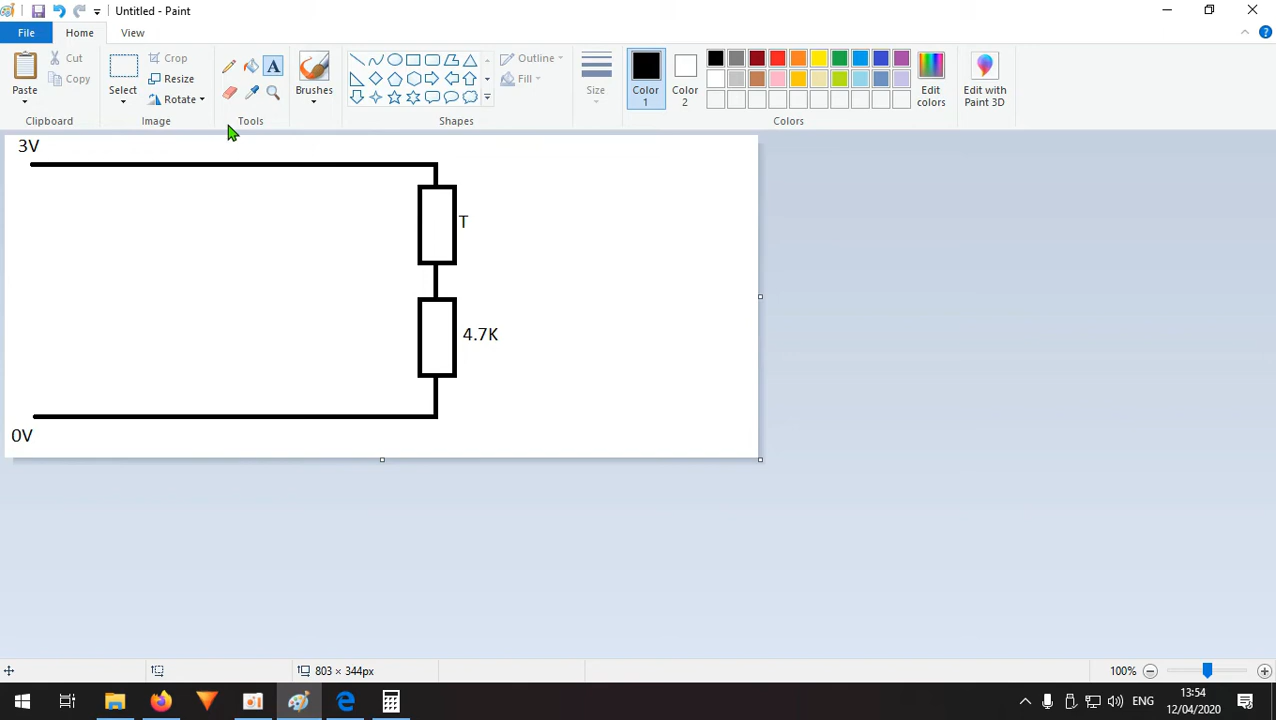 Untitled - Paint
File
Home
View
Paste
Cut
Copy
Clipboard
Select
Crop
Resize
Rotate
Image
A
Tools
Brushes
Shapes
Outline
Fill
Size
Color 1
Color 2
Edit colors
Colors
Edit with Paint 3D
3V
T
4.7K
0V
803 × 344px
100%
ENG
13:54
12/04/2020